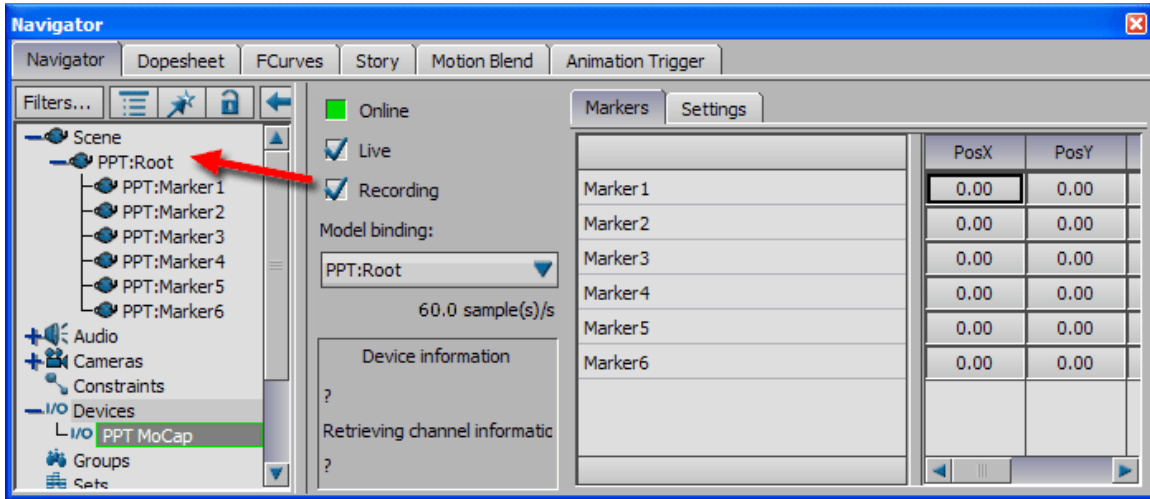 Navigator
Navigator Dopesheet FCurves Story Motion Blend Animation Trigger
Filters...
Scene
PPT:Root
PPT:Marker1
PPT:Marker2
PPT:Marker3
PPT:Marker4
PPT:Marker5
PPT:Marker6
Audio
Cameras
Constraints
I/O Devices
I/O PPT MoCap
Groups
Sets
Online
Live
Recording
Model binding:
PPT:Root
60.0 sample(s)/s
Device information
?
Retrieving channel informatic
?
Markers Settings
PosX PosY
Marker1 0.00 0.00
Marker2 0.00 0.00
Marker3 0.00 0.00
Marker4 0.00 0.00
Marker5 0.00 0.00
Marker6 0.00 0.00